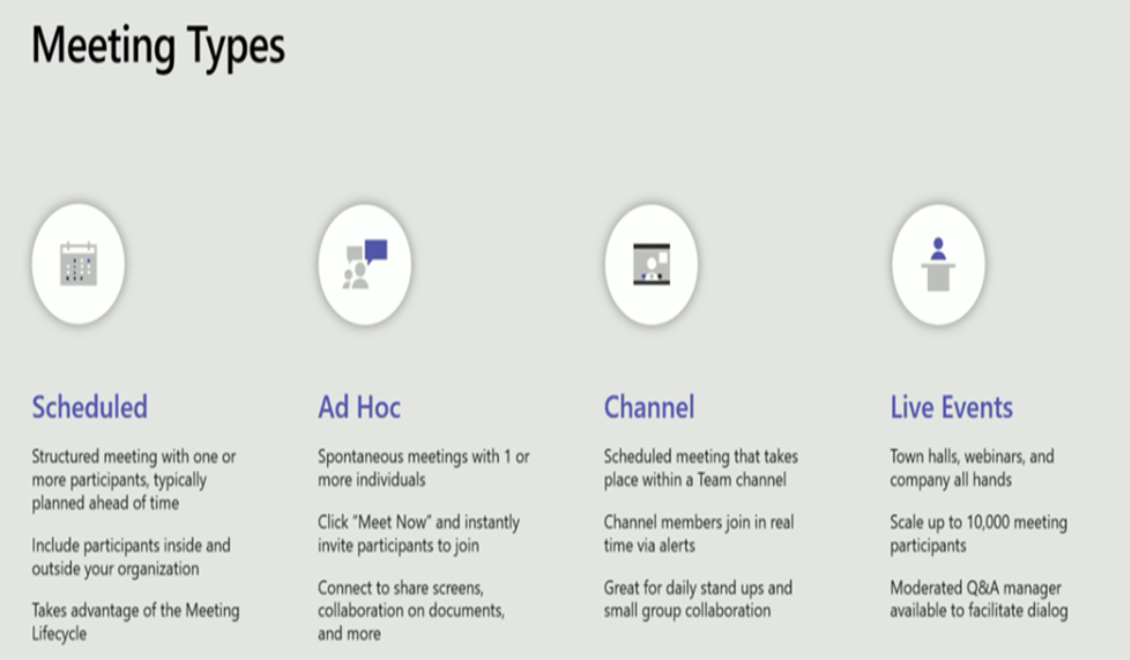 Meeting Types
Scheduled
Structured meeting with one or
more participants, typically
planned ahead of time
Include participants inside and
outside your organization
Takes advantage of the Meeting
Lifecycle
Ad Hoc
Spontaneous meetings with 1 or
more individuals
Click "Meet Now" and instantly
invite participants to join
Connect to share screens,
collaboration on documents,
and more
Channel
Scheduled meeting that takes
place within a Team channel
Channel members join in real
time via alerts
Great for daily stand ups and
small group collaboration
Live Events
Town halls, webinars, and
company all hands
Scale up to 10,000 meeting
participants
Moderated Q&A manager
available to facilitate dialog